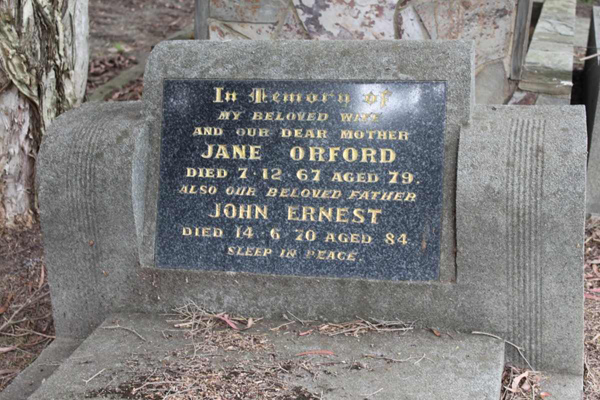 In Memory of
MY BELOVED WIFE
AND OUR DEAR MOTHER
JANE ORFORD
DIED 7·12·67 AGED 79.
ALSO OUR BELOVED FATHER
JOHN ERNEST
DIED 14·6·70 AGED 84
SLEEP IN PEACE.